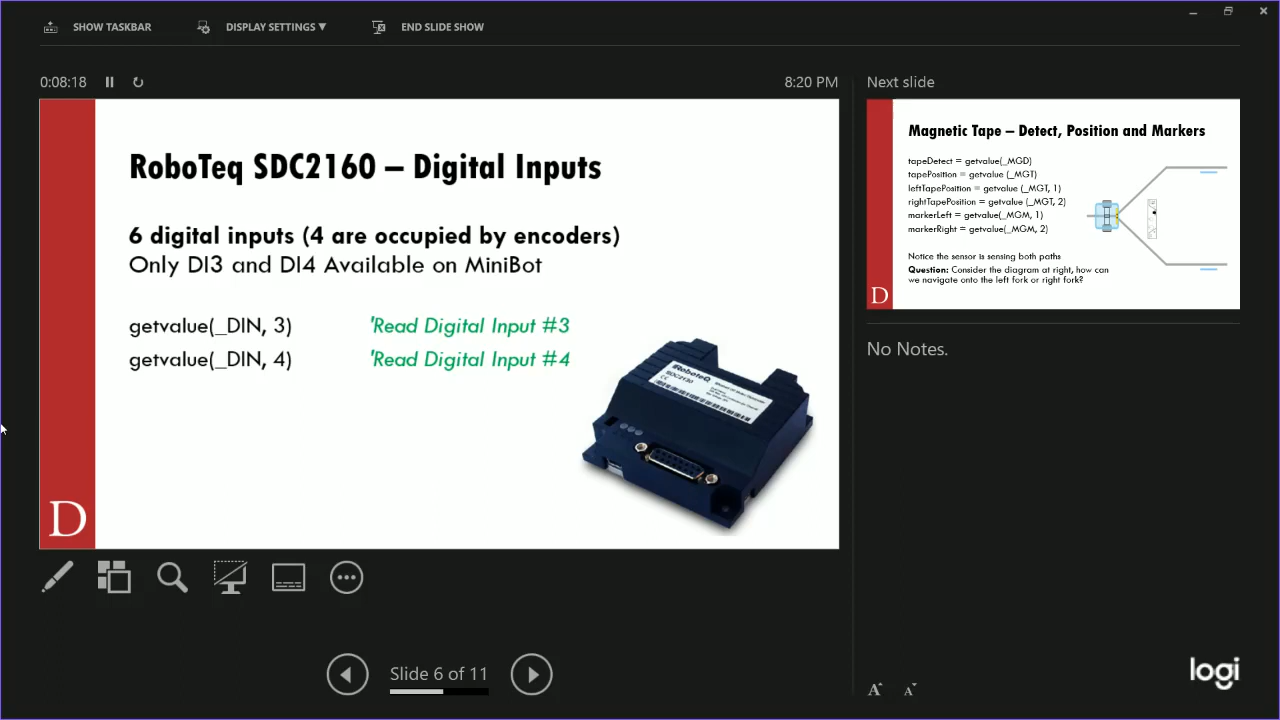 SHOW TASKBAR
DISPLAY SETTINGS ▼
END SLIDE SHOW
0:08:18
8:20 PM
RoboTeq SDC2160 – Digital Inputs
6 digital inputs (4 are occupied by encoders)
Only DI3 and DI4 Available on MiniBot
getvalue(_DIN, 3) 'Read Digital Input #3
getvalue(_DIN, 4) 'Read Digital Input #4
RoboteQ
D
Next slide
Magnetic Tape – Detect, Position and Markers
tapeDetect = getvalue(_MGD)
tapePosition = getvalue (_MGT)
leftTapePosition = getvalue (_MGT, 1)
rightTapePosition = getvalue (_MGT, 2)
markerLeft = getvalue(_MGM, 1)
markerRight = getvalue(_MGM, 2)
Notice the sensor is sensing both paths
Question: Consider the diagram at right, how can
we navigate onto the left fork or right fork?
D
No Notes.
Slide 6 of 11
A A
logi